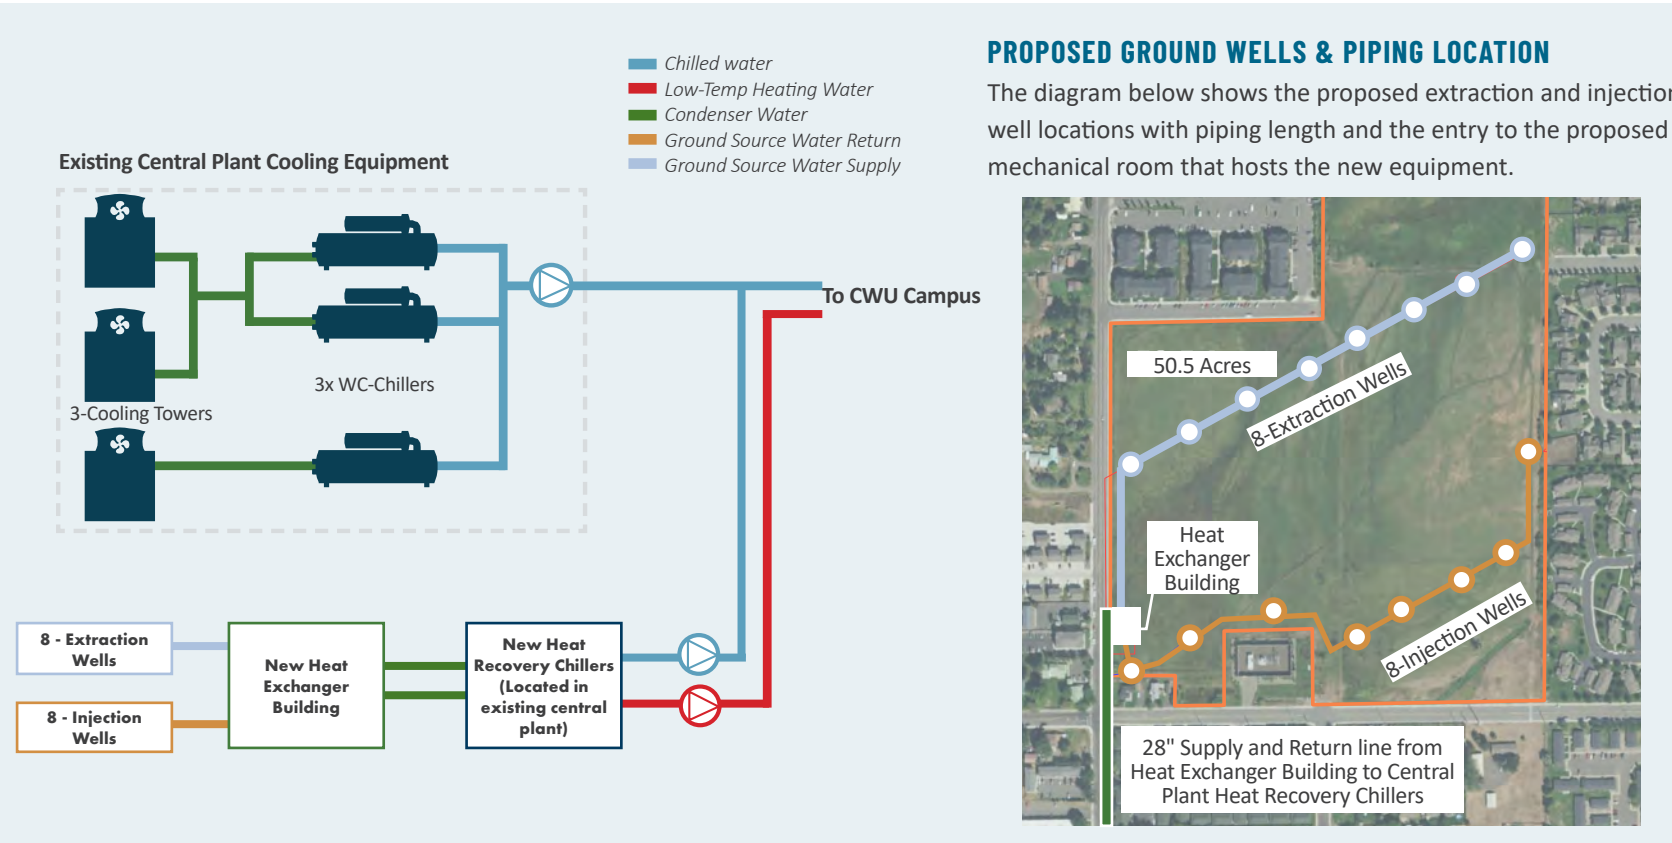 Chilled water
Low-Temp Heating Water
Condenser Water
Ground Source Water Return
Ground Source Water Supply
Existing Central Plant Cooling Equipment
3x WC-Chillers
3-Cooling Towers
To CWU Campus
8 - Extraction
Wells
8 - Injection
Wells
New Heat
Exchanger
Building
New Heat
Recovery Chillers
(Located in
existing central
plant)
PROPOSED GROUND WELLS & PIPING LOCATION
The diagram below shows the proposed extraction and injection
well locations with piping length and the entry to the proposed
mechanical room that hosts the new equipment.
50.5 Acres
8-Extraction Wells
Heat
Exchanger
Building
8-Injection Wells
28" Supply and Return line from
Heat Exchanger Building to Central
Plant Heat Recovery Chillers